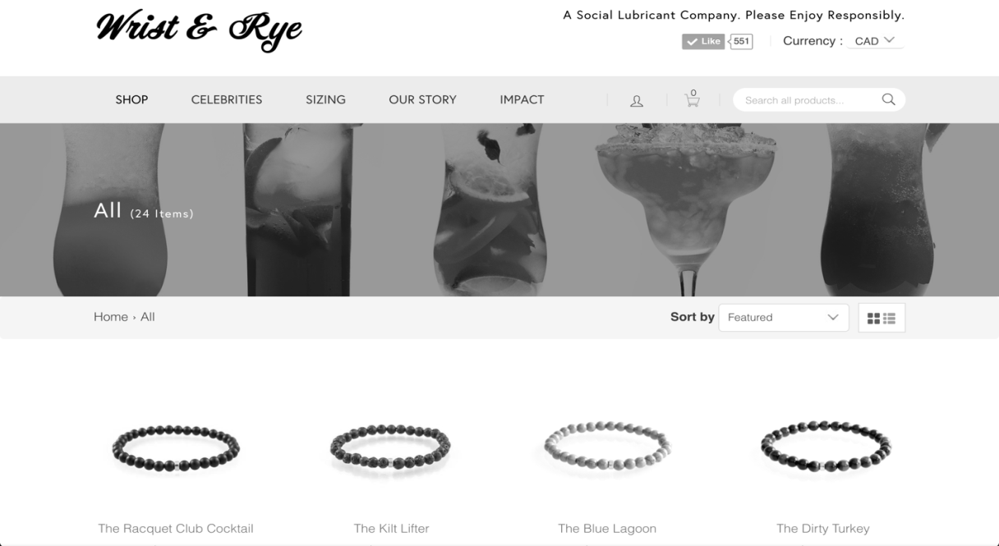 Wrist & Rye
A Social Lubricant Company. Please Enjoy Responsibly.
Like 551
Currency : CAD
SHOP CELEBRITIES SIZING OUR STORY IMPACT 0 Search all products...
All (24 Items)
Home › All Sort by Featured
The Racquet Club Cocktail The Kilt Lifter The Blue Lagoon The Dirty Turkey